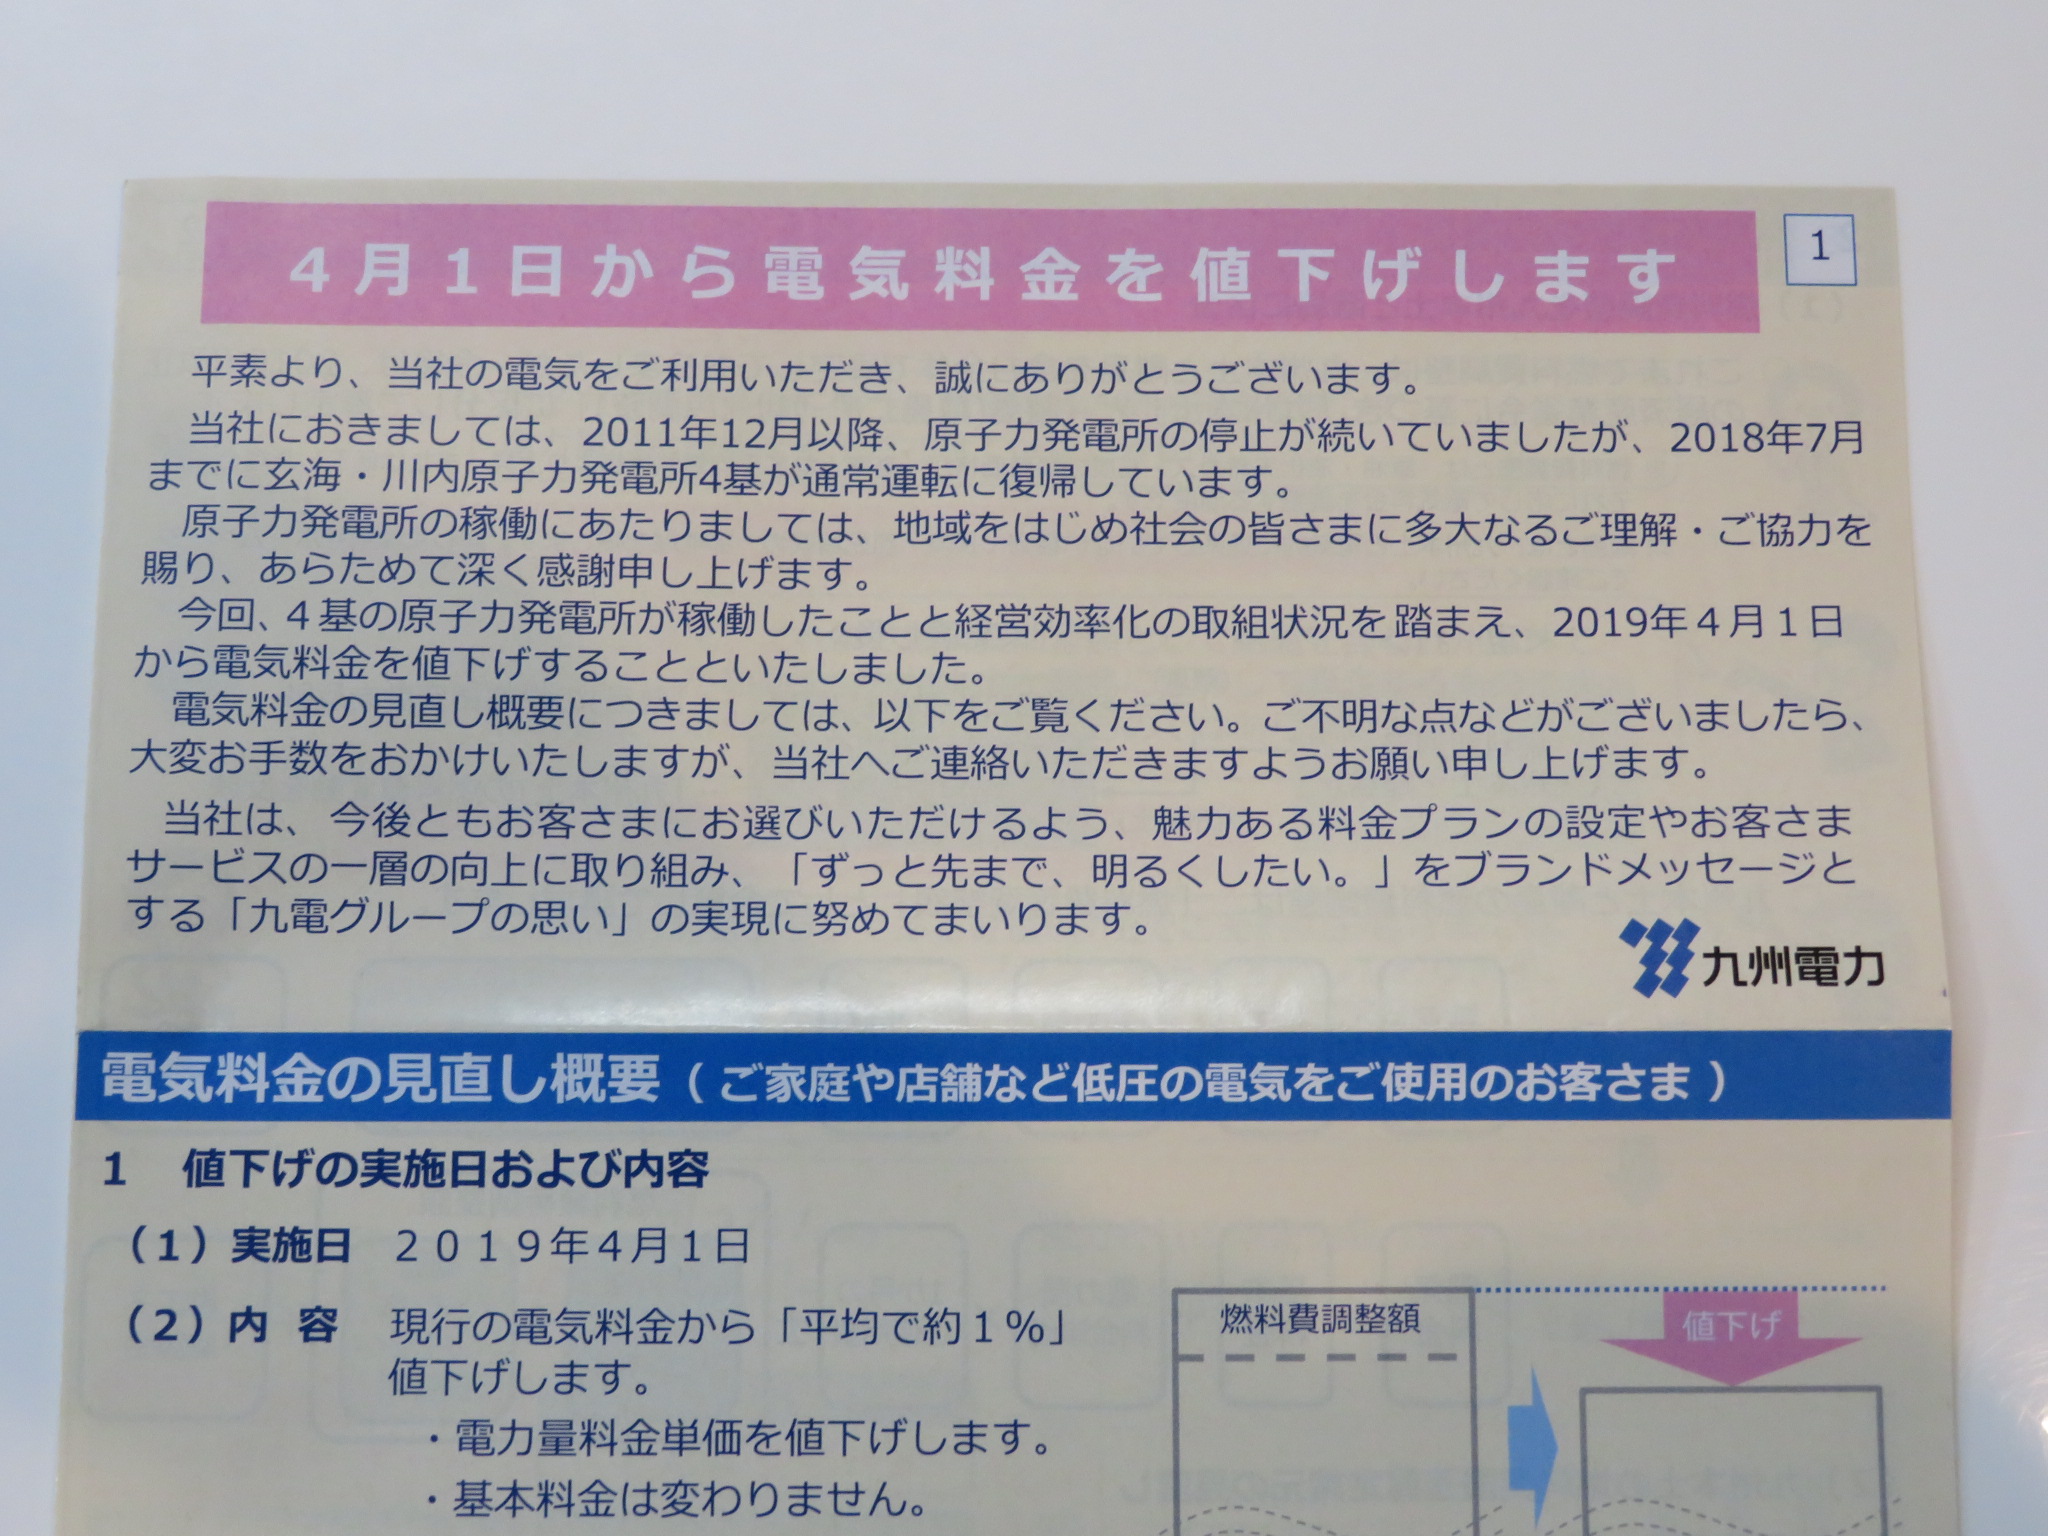 4月1日から電気料金を値下げします
1
平素より、当社の電気をご利用いただき、誠にありがとうございます。
当社におきましては、2011年12月以降、原子力発電所の停止が続いていましたが、2018年7月
までに玄海・川内原子力発電所4基が通常運転に復帰しています。
原子力発電所の稼働にあたりましては、地域をはじめ社会の皆さまに多大なるご理解・ご協力を
賜り、あらためて深く感謝申し上げます。
今回、４基の原子力発電所が稼働したことと経営効率化の取組状況を踏まえ、2019年４月１日
から電気料金を値下げすることといたしました。
電気料金の見直し概要につきましては、以下をご覧ください。ご不明な点などがございましたら、
大変お手数をおかけいたしますが、当社へご連絡いただきますようお願い申し上げます。
当社は、今後ともお客さまにお選びいただけるよう、魅力ある料金プランの設定やお客さま
サービスの一層の向上に取り組み、「ずっと先まで、明るくしたい。」をブランドメッセージと
する「九電グループの思い」の実現に努めてまいります。
九州電力
電気料金の見直し概要（ご家庭や店舗など低圧の電気をご使用のお客さま）
1　値下げの実施日および内容
（1）実施日　２０１９年４月１日
（2）内 容　現行の電気料金から「平均で約１％」
値下げします。
・電力量料金単価を値下げします。
・基本料金は変わりません。
燃料費調整額
値下げ